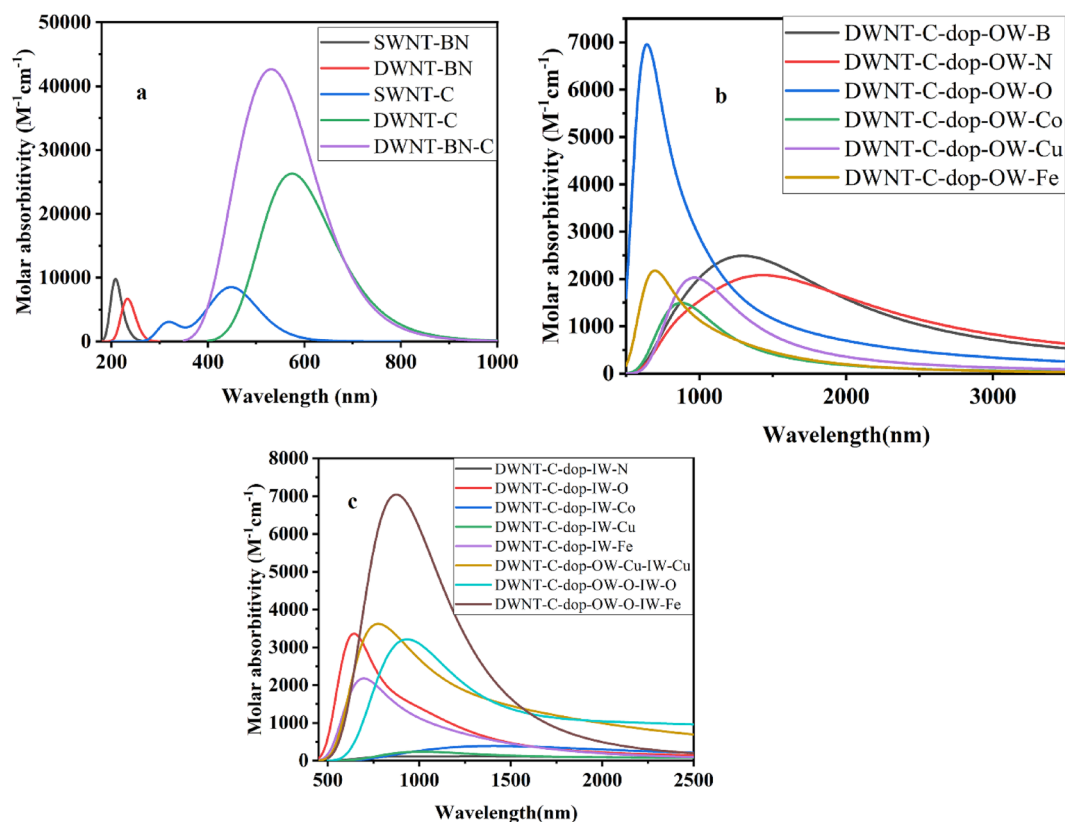 50000
40000
30000
20000
10000
0
Molar absorbitivity (M⁻¹cm⁻¹)
a
SWNT-BN
DWNT-BN
SWNT-C
DWNT-C
DWNT-BN-C
200 400 600 800 1000
Wavelength (nm)
7000
6000
5000
4000
3000
2000
1000
0
Molar absorbitivity (M⁻¹cm⁻¹)
b
DWNT-C-dop-OW-B
DWNT-C-dop-OW-N
DWNT-C-dop-OW-O
DWNT-C-dop-OW-Co
DWNT-C-dop-OW-Cu
DWNT-C-dop-OW-Fe
1000 2000 3000
Wavelength(nm)
8000
7000
6000
5000
4000
3000
2000
1000
0
Molar absorbitivity (M⁻¹cm⁻¹)
c
DWNT-C-dop-IW-N
DWNT-C-dop-IW-O
DWNT-C-dop-IW-Co
DWNT-C-dop-IW-Cu
DWNT-C-dop-IW-Fe
DWNT-C-dop-OW-Cu-IW-Cu
DWNT-C-dop-OW-O-IW-O
DWNT-C-dop-OW-O-IW-Fe
500 1000 1500 2000 2500
Wavelength(nm)